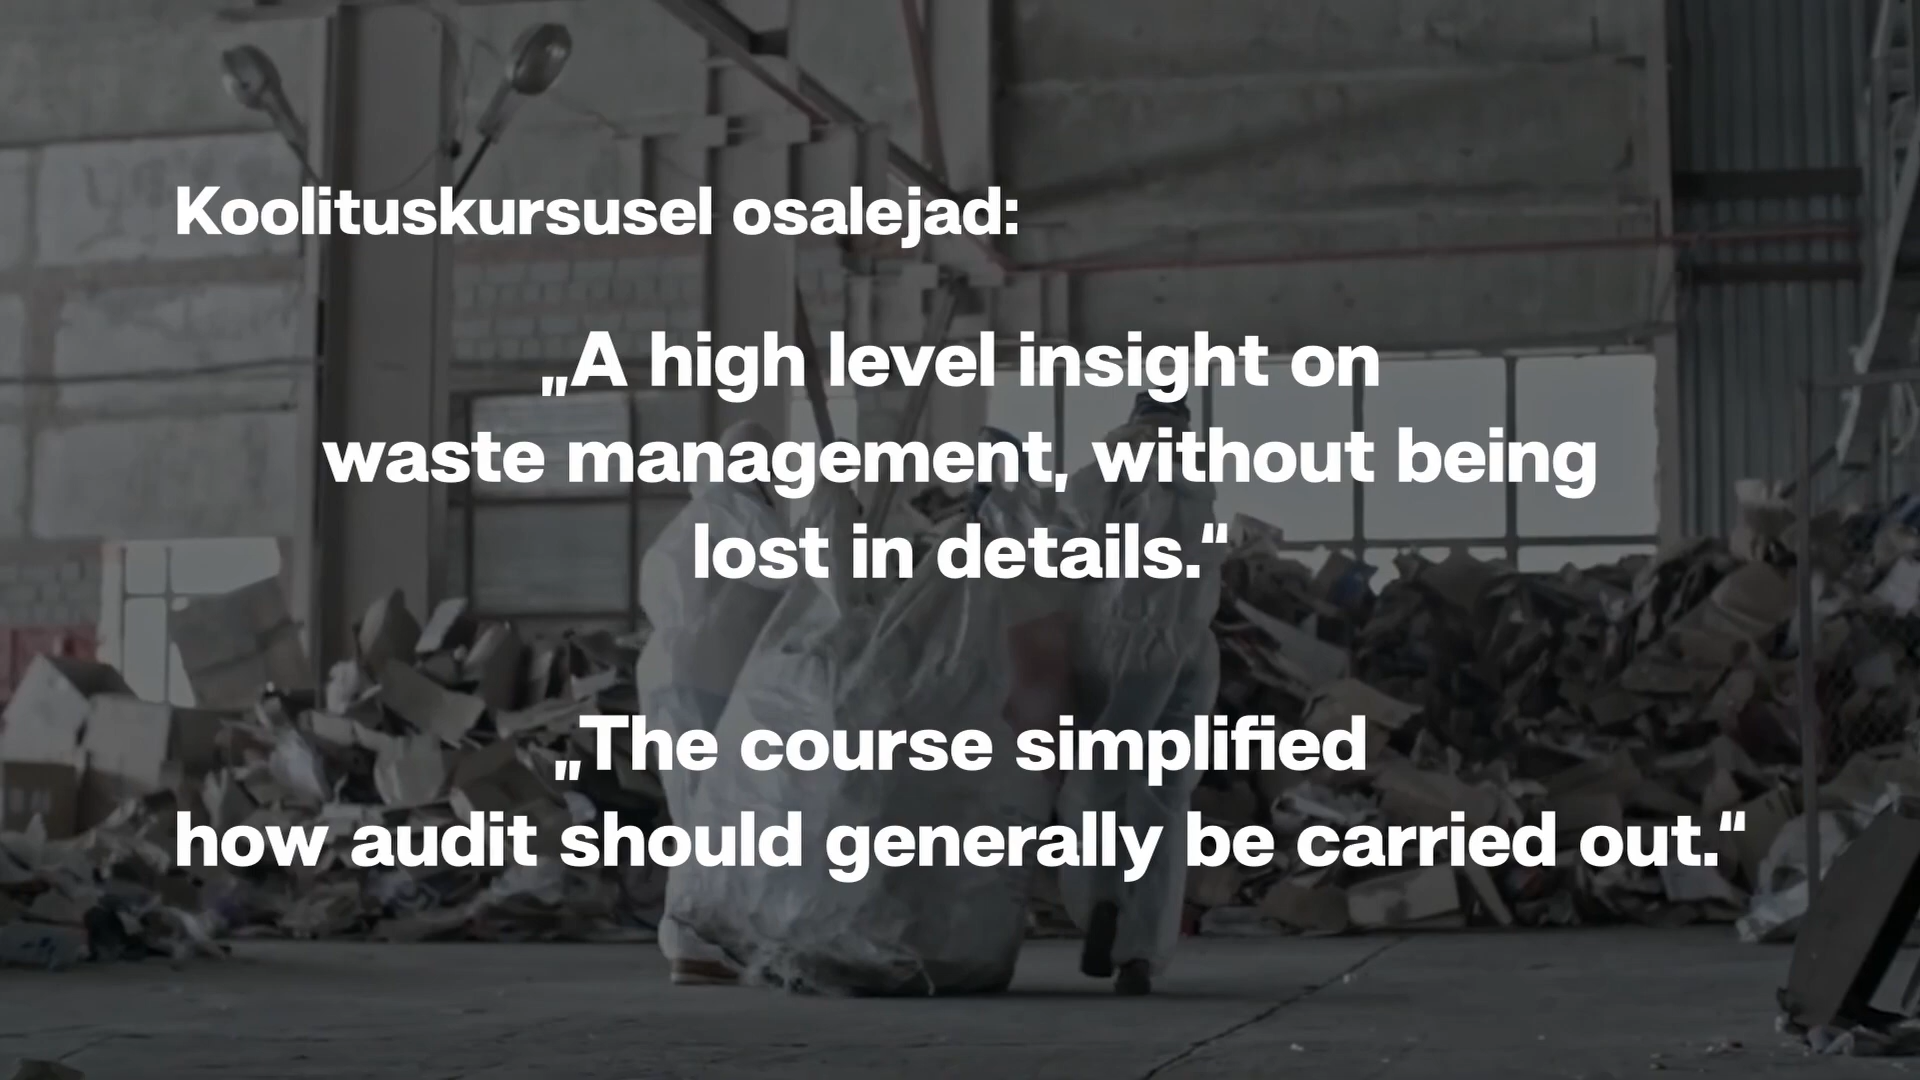 Koolituskursusel osalejad:
„A high level insight on
waste management, without being
lost in details.“
„The course simplified
how audit should generally be carried out.“